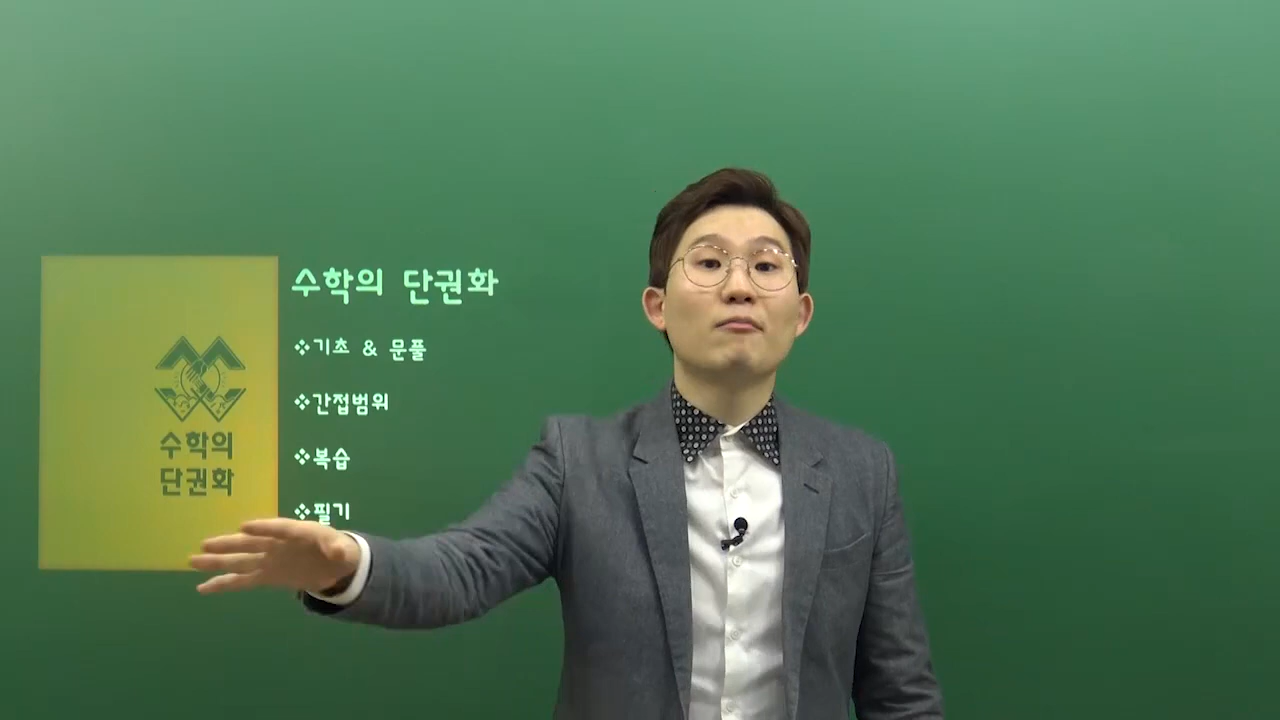 수학의 단권화
❖기초 & 문풀
❖간접범위
❖복습
❖필기
수학의
단권화